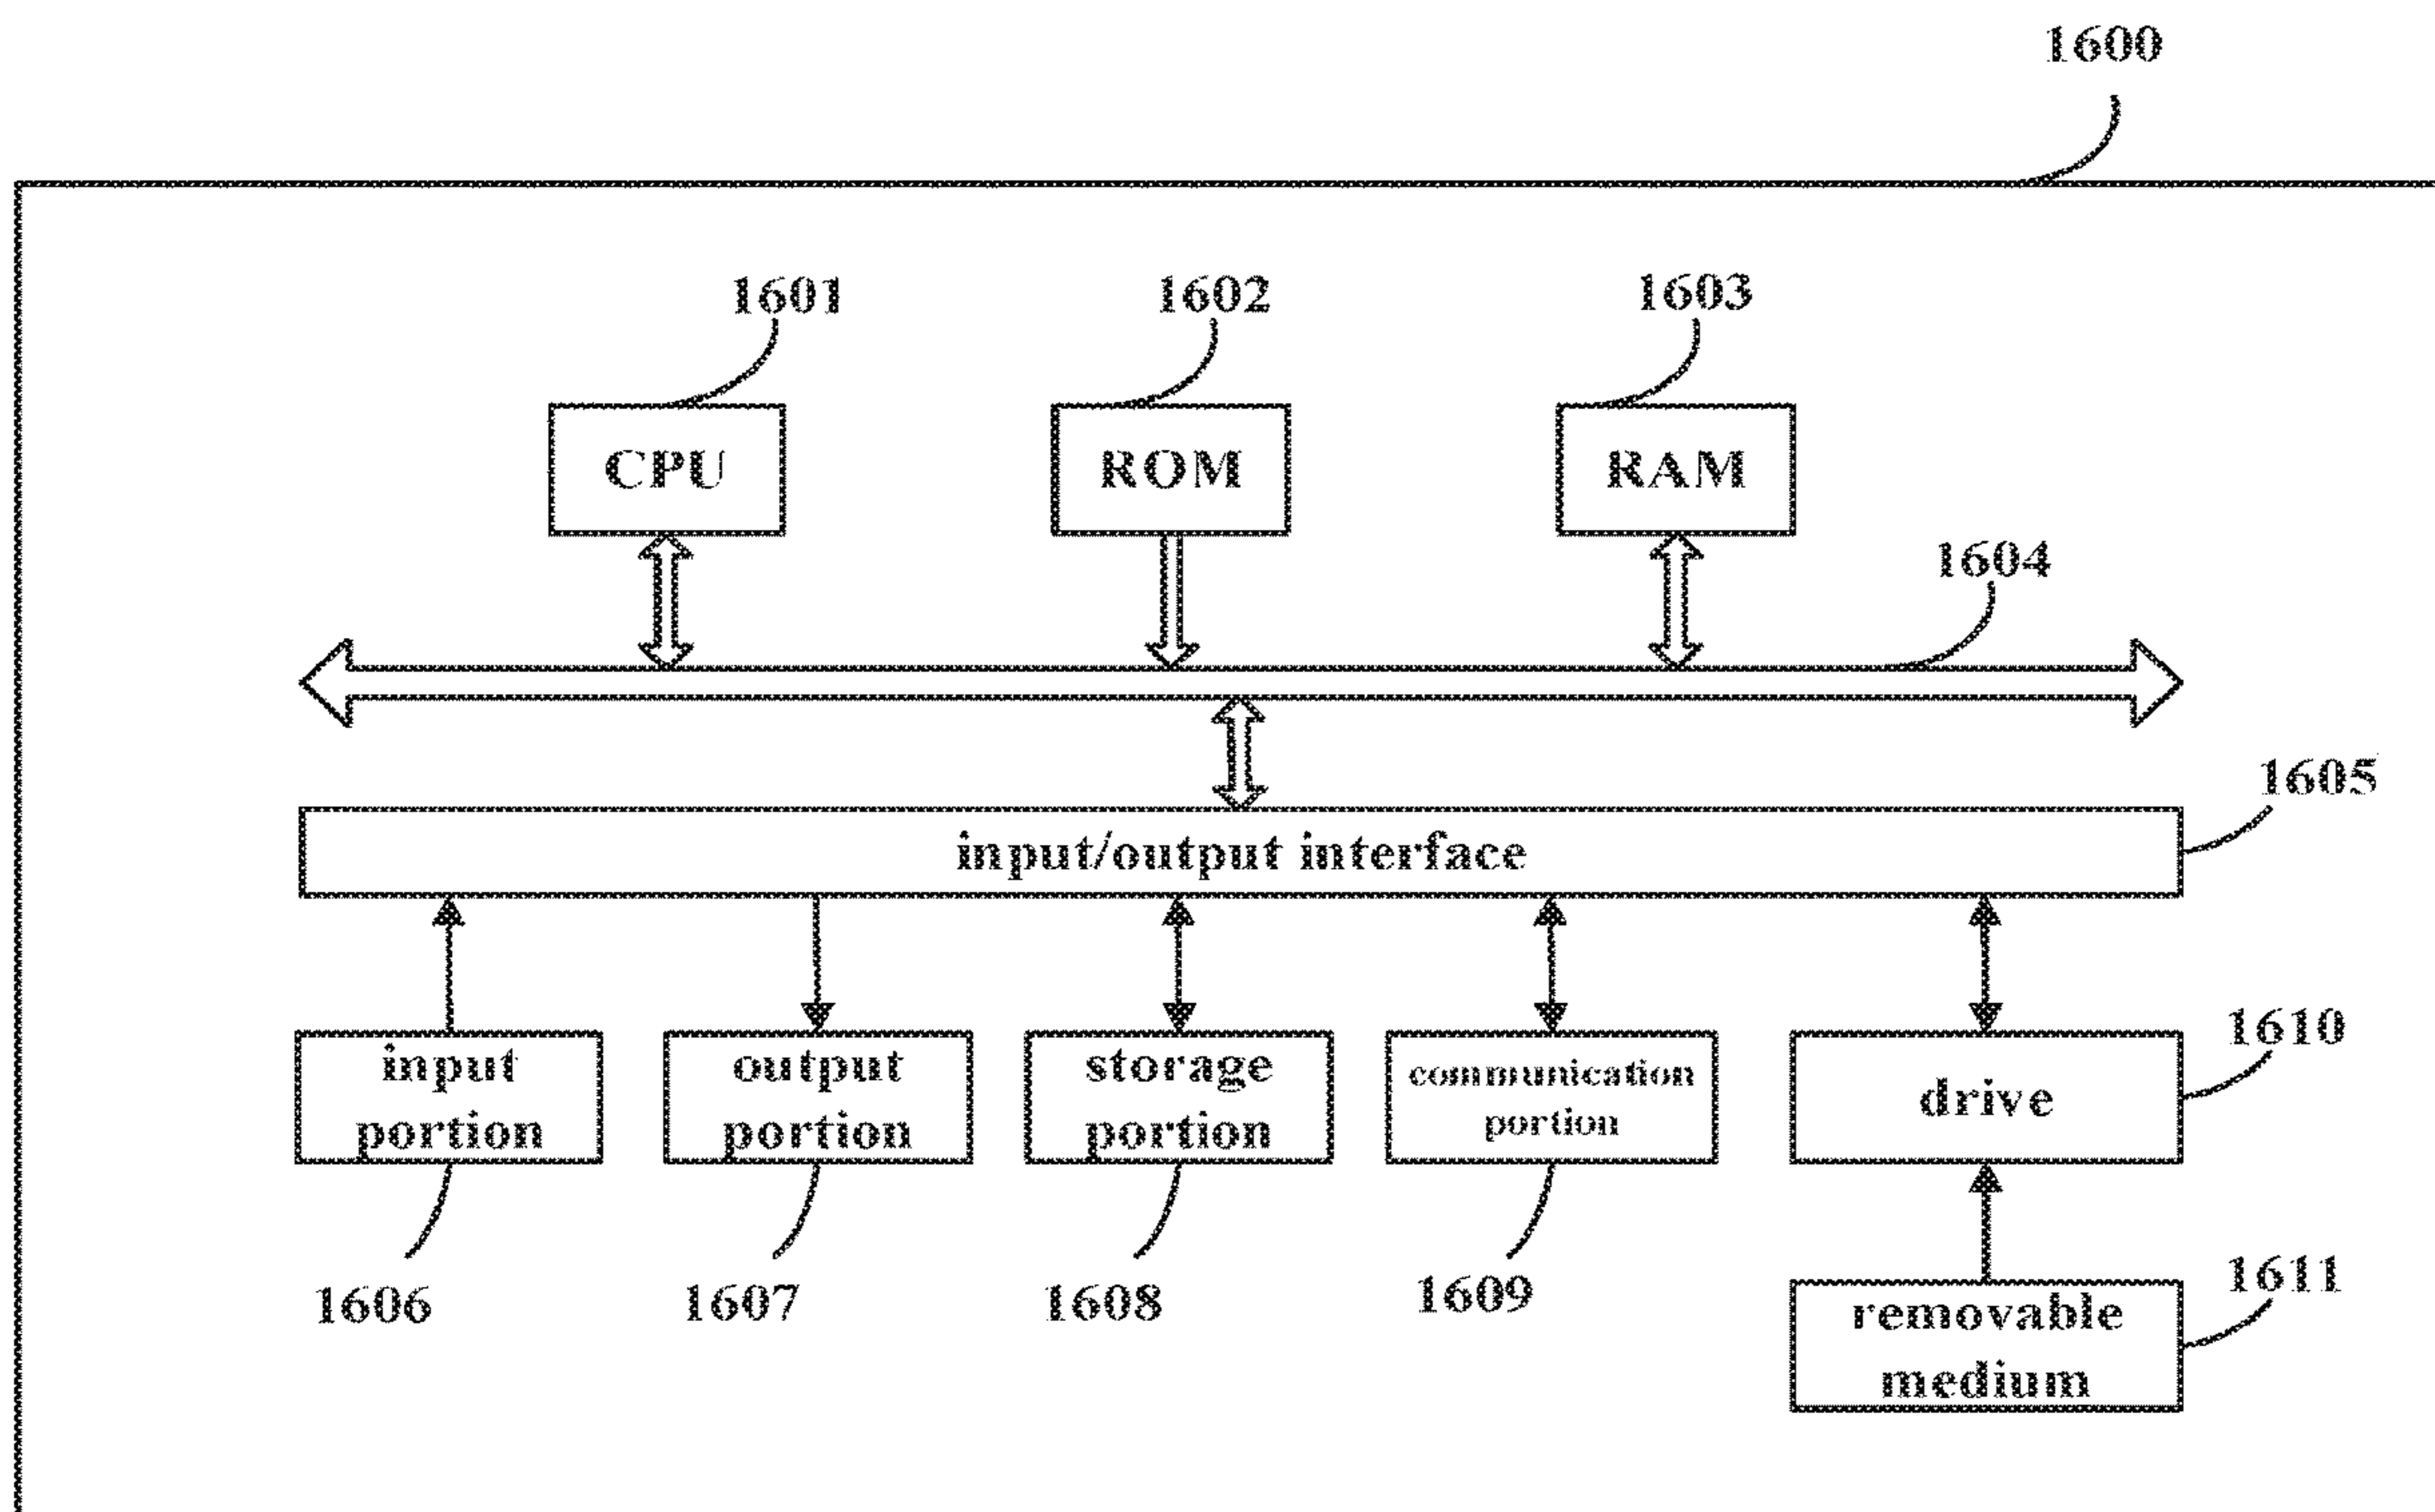 1600
1601
1602
1603
CPU
ROM
RAM
1604
1605
input/output interface
input
portion
output
portion
storage
portion
communication
portion
1610
drive
1606
1607
1608
1609
1611
removable
medium